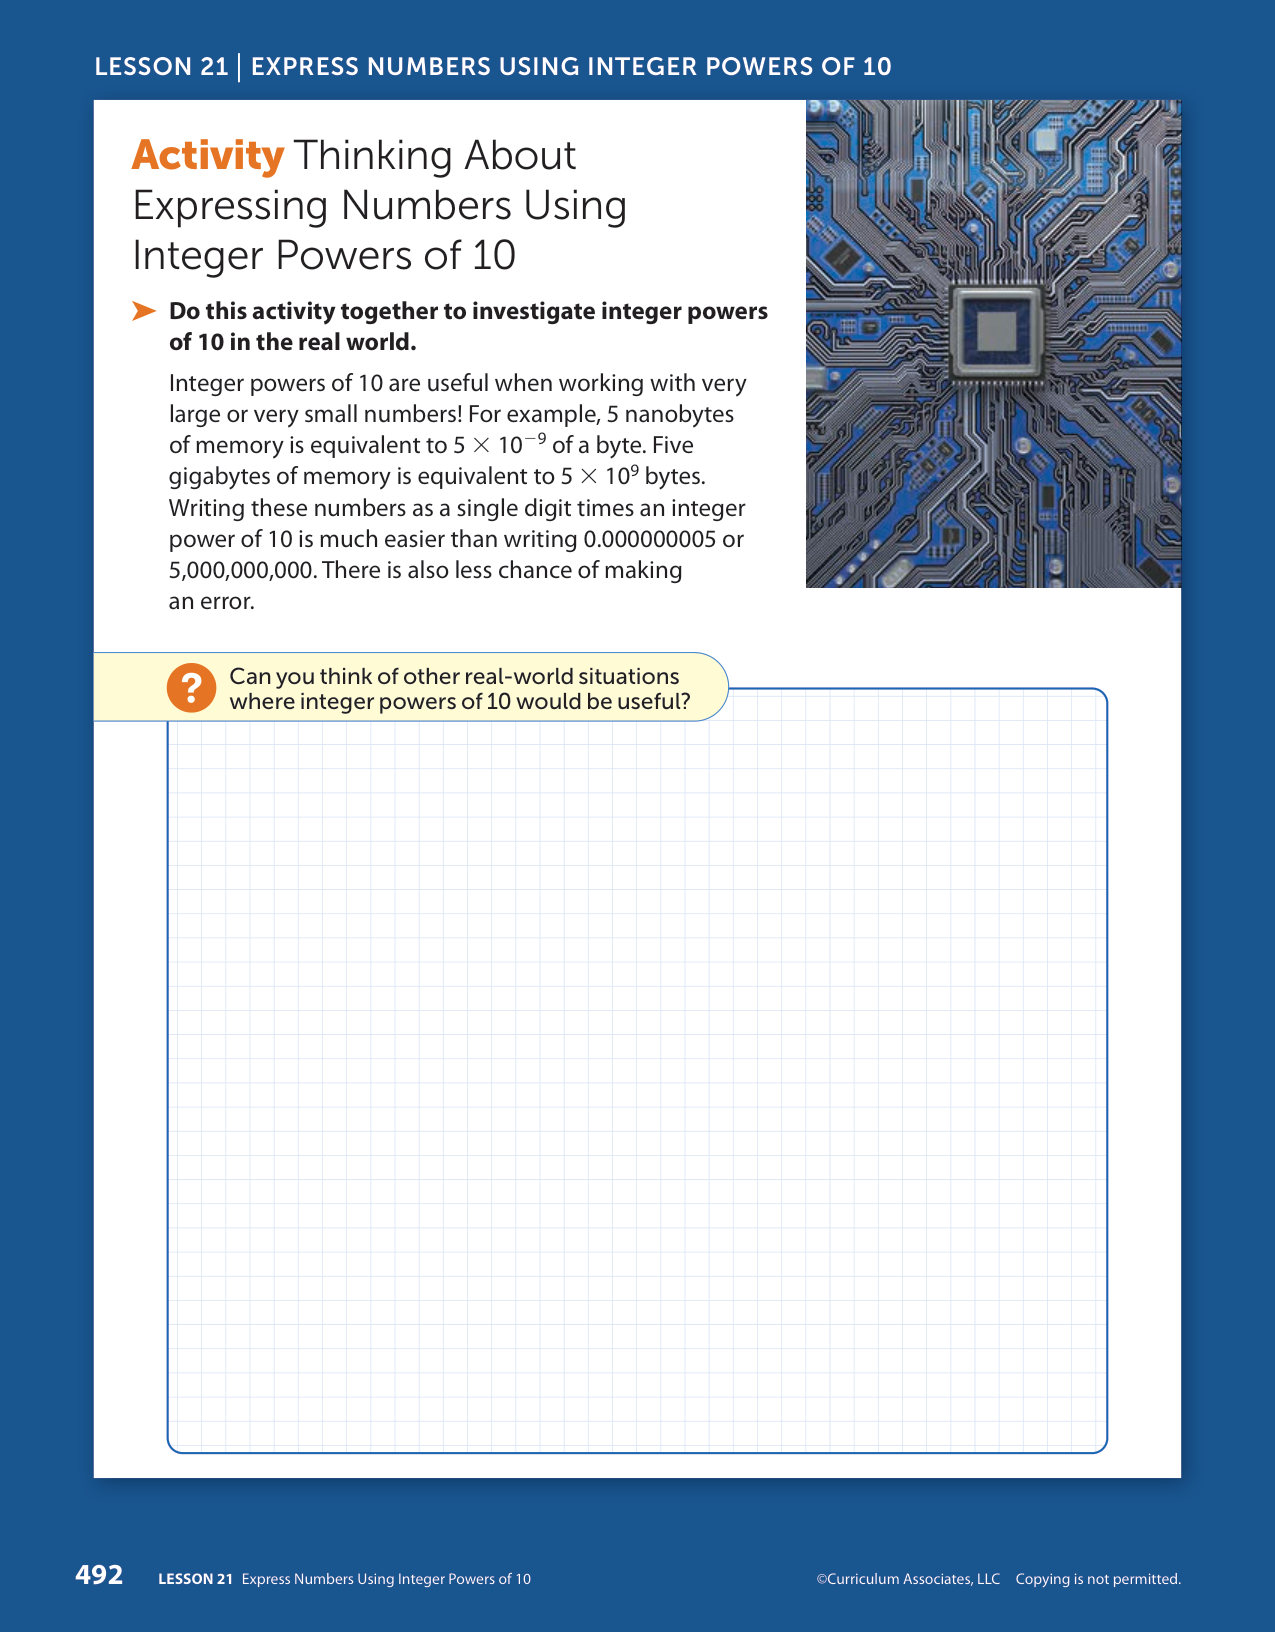 LESSON 21 | EXPRESS NUMBERS USING INTEGER POWERS OF 10
Activity Thinking About
Expressing Numbers Using
Integer Powers of 10
➤ Do this activity together to investigate integer powers
of 10 in the real world.
Integer powers of 10 are useful when working with very
large or very small numbers! For example, 5 nanobytes
of memory is equivalent to 5 × 10⁻⁹ of a byte. Five
gigabytes of memory is equivalent to 5 × 10⁹ bytes.
Writing these numbers as a single digit times an integer
power of 10 is much easier than writing 0.000000005 or
5,000,000,000. There is also less chance of making
an error.
? Can you think of other real-world situations
where integer powers of 10 would be useful?
492 LESSON 21 Express Numbers Using Integer Powers of 10 ©Curriculum Associates, LLC Copying is not permitted.